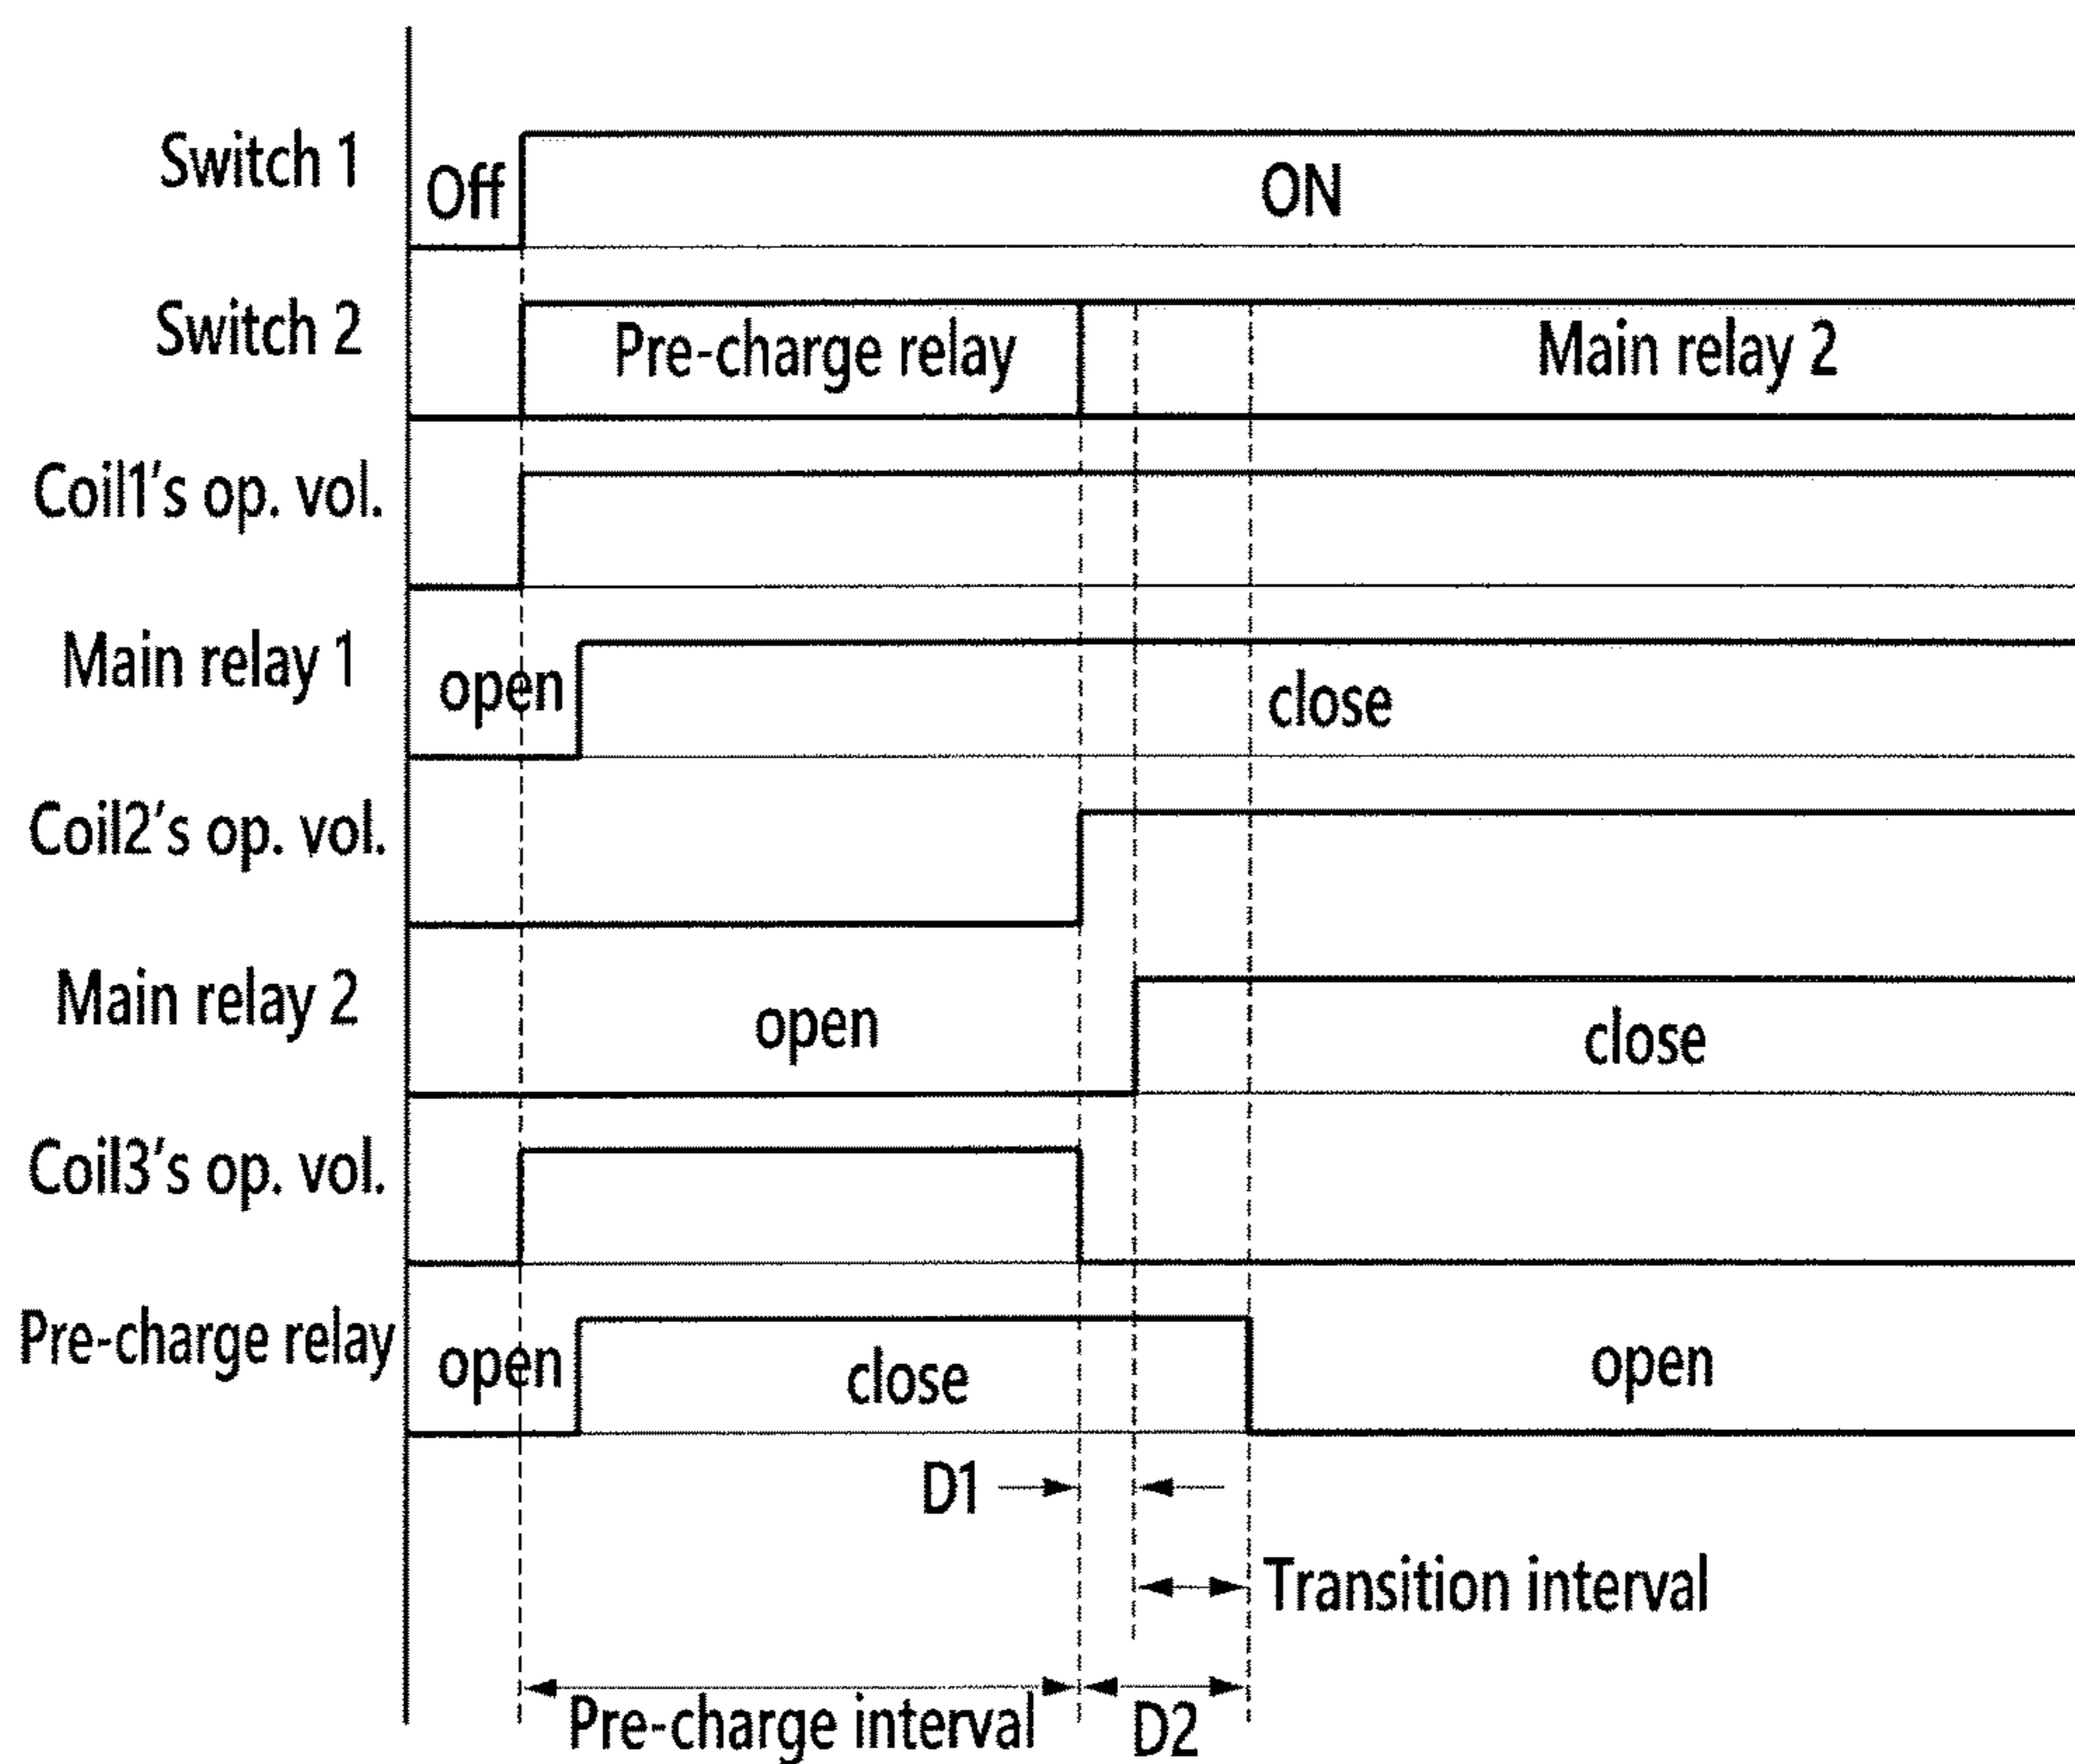 Switch 1
Off
ON
Switch 2
Pre-charge relay
Main relay 2
Coil1's op. vol.
Main relay 1
open
close
Coil2's op. vol.
Main relay 2
open
close
Coil3's op. vol.
Pre-charge relay
open
close
open
D1
Transition interval
Pre-charge interval
D2